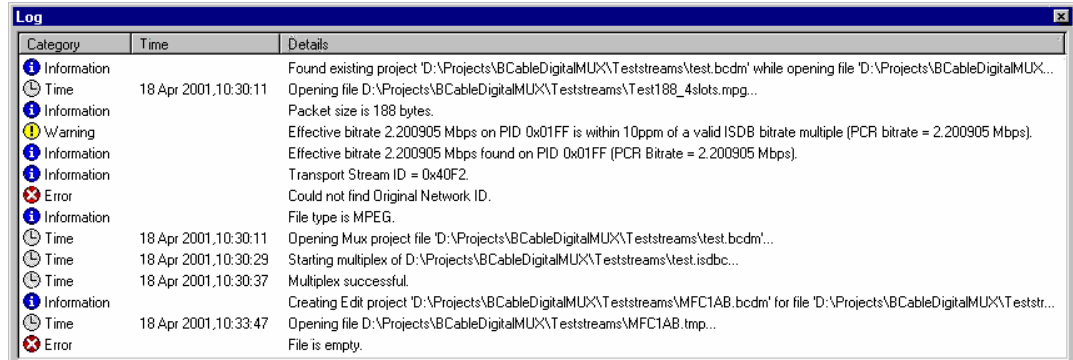 Log
Category Time Details
Information Found existing project 'D:\Projects\BCableDigitalMUX\Teststreams\test.bcdm' while opening file 'D:\Projects\BCableDigitalMUX...
Time 18 Apr 2001,10:30:11 Opening file D:\Projects\BCableDigitalMUX\Teststreams\Test188_4slots.mpg...
Information Packet size is 188 bytes.
Warning Effective bitrate 2.200905 Mbps on PID 0x01FF is within 10ppm of a valid ISDB bitrate multiple (PCR bitrate = 2.200905 Mbps).
Information Effective bitrate 2.200905 Mbps found on PID 0x01FF (PCR Bitrate = 2.200905 Mbps).
Information Transport Stream ID = 0x40F2.
Error Could not find Original Network ID.
Information File type is MPEG.
Time 18 Apr 2001,10:30:11 Opening Mux project file 'D:\Projects\BCableDigitalMUX\Teststreams\test.bcdm'...
Time 18 Apr 2001,10:30:29 Starting multiplex of D:\Projects\BCableDigitalMUX\Teststreams\test.isdbc...
Time 18 Apr 2001,10:30:37 Multiplex successful.
Information Creating Edit project 'D:\Projects\BCableDigitalMUX\Teststreams\MFC1AB.bcdm' for file 'D:\Projects\BCableDigitalMUX\Teststr...
Time 18 Apr 2001,10:33:47 Opening file D:\Projects\BCableDigitalMUX\Teststreams\MFC1AB.tmp...
Error File is empty.